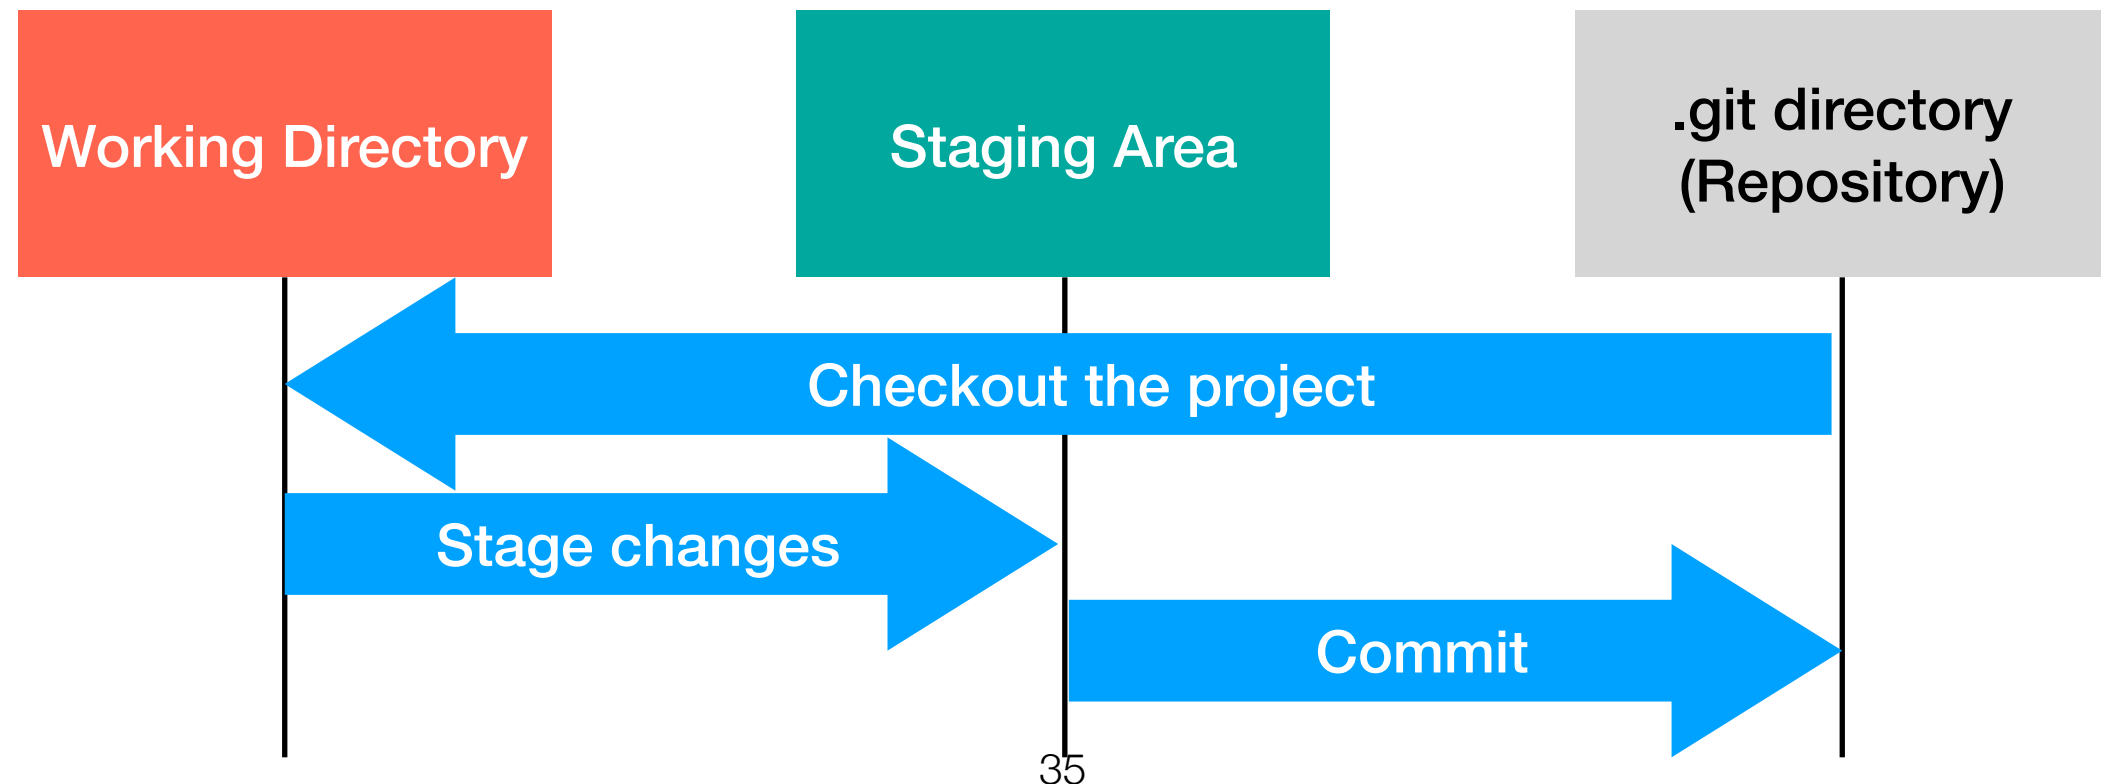 Working Directory
Staging Area
.git directory
(Repository)
Checkout the project
Stage changes
Commit
35